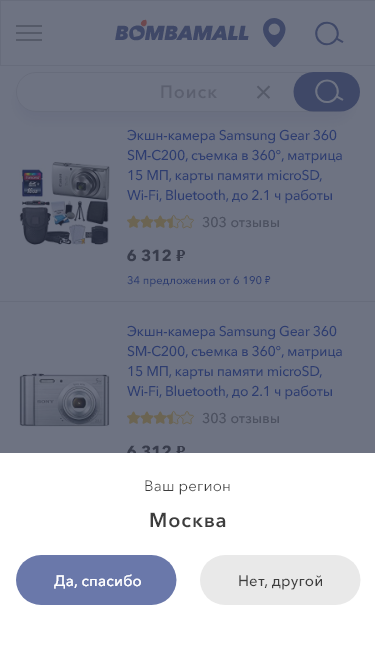 BOMBAMALL
Поиск
Экшн-камера Samsung Gear 360
SM-C200, съемка в 360°, матрица
15 МП, карты памяти microSD,
Wi-Fi, Bluetooth, до 2.1 ч работы
303 отзывы
6 312 ₽
34 предложения от 6 190 ₽
Экшн-камера Samsung Gear 360
SM-C200, съемка в 360°, матрица
15 МП, карты памяти microSD,
Wi-Fi, Bluetooth, до 2.1 ч работы
303 отзывы
6 312 ₽
Ваш регион
Москва
Да, спасибо
Нет, другой